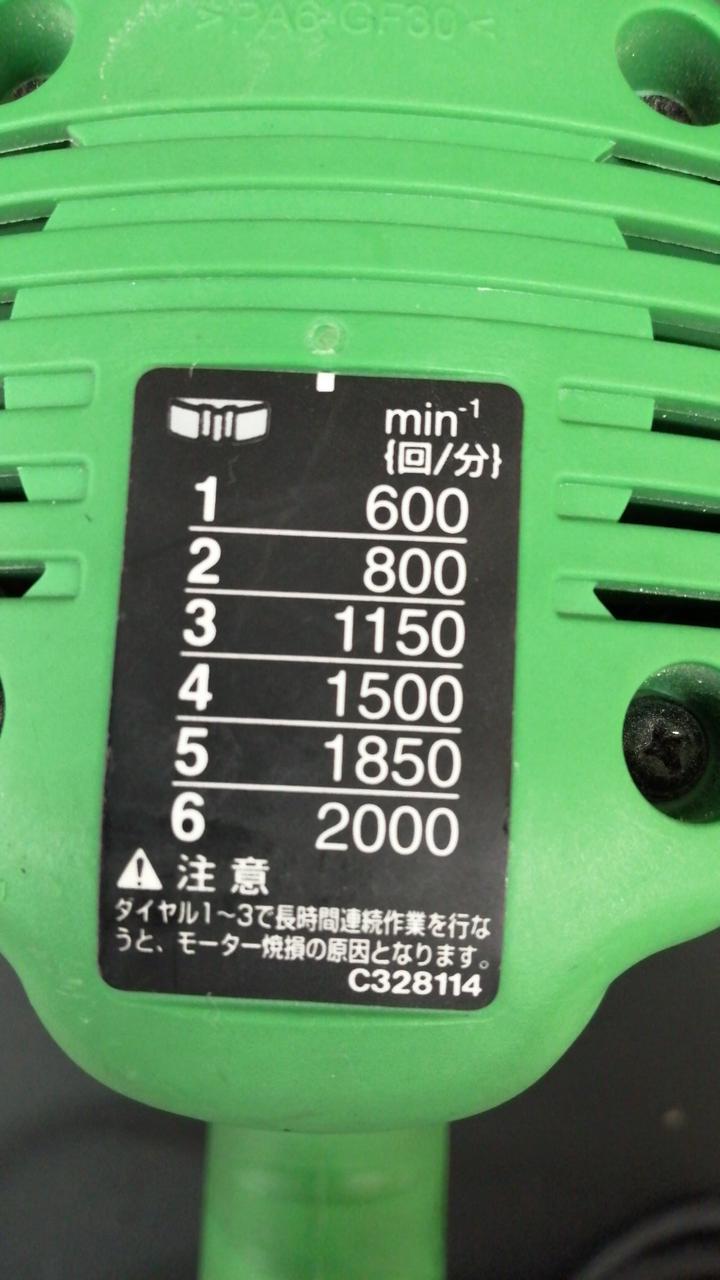 >PA6-GF30<
min⁻¹
{回/分}
1 600
2 800
3 1150
4 1500
5 1850
6 2000
注意
ダイヤル1～3で長時間連続作業を行な
うと、モーター焼損の原因となります。
C328114